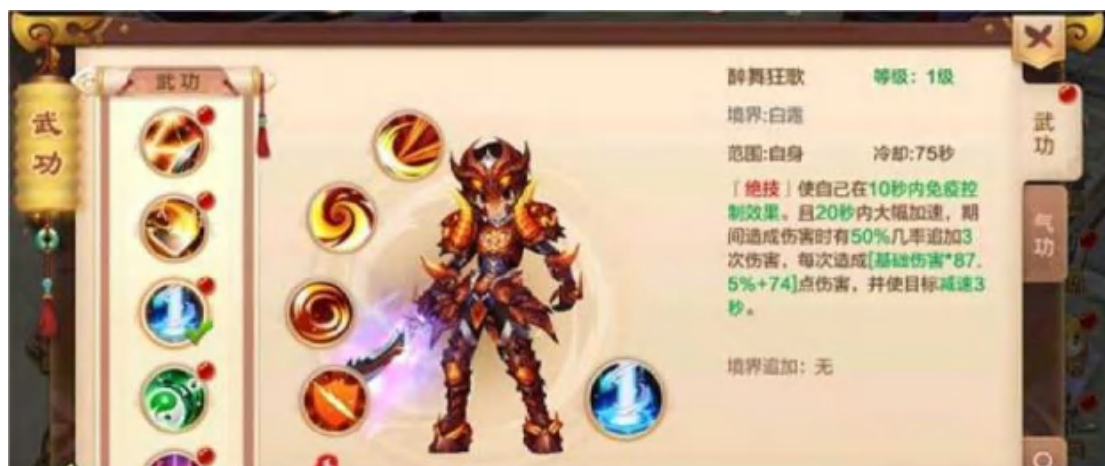 武功
武功
醉舞狂歌 等级：1级
境界:白露
范围:自身 冷却:75秒
「绝技」使自己在10秒内免疫控
制效果。且20秒内大幅加速，期
间造成伤害时有50%几率追加3
次伤害，每次造成[基础伤害*87.
5%+74]点伤害，并使目标减速3
秒。
境界追加：无
武功
气功